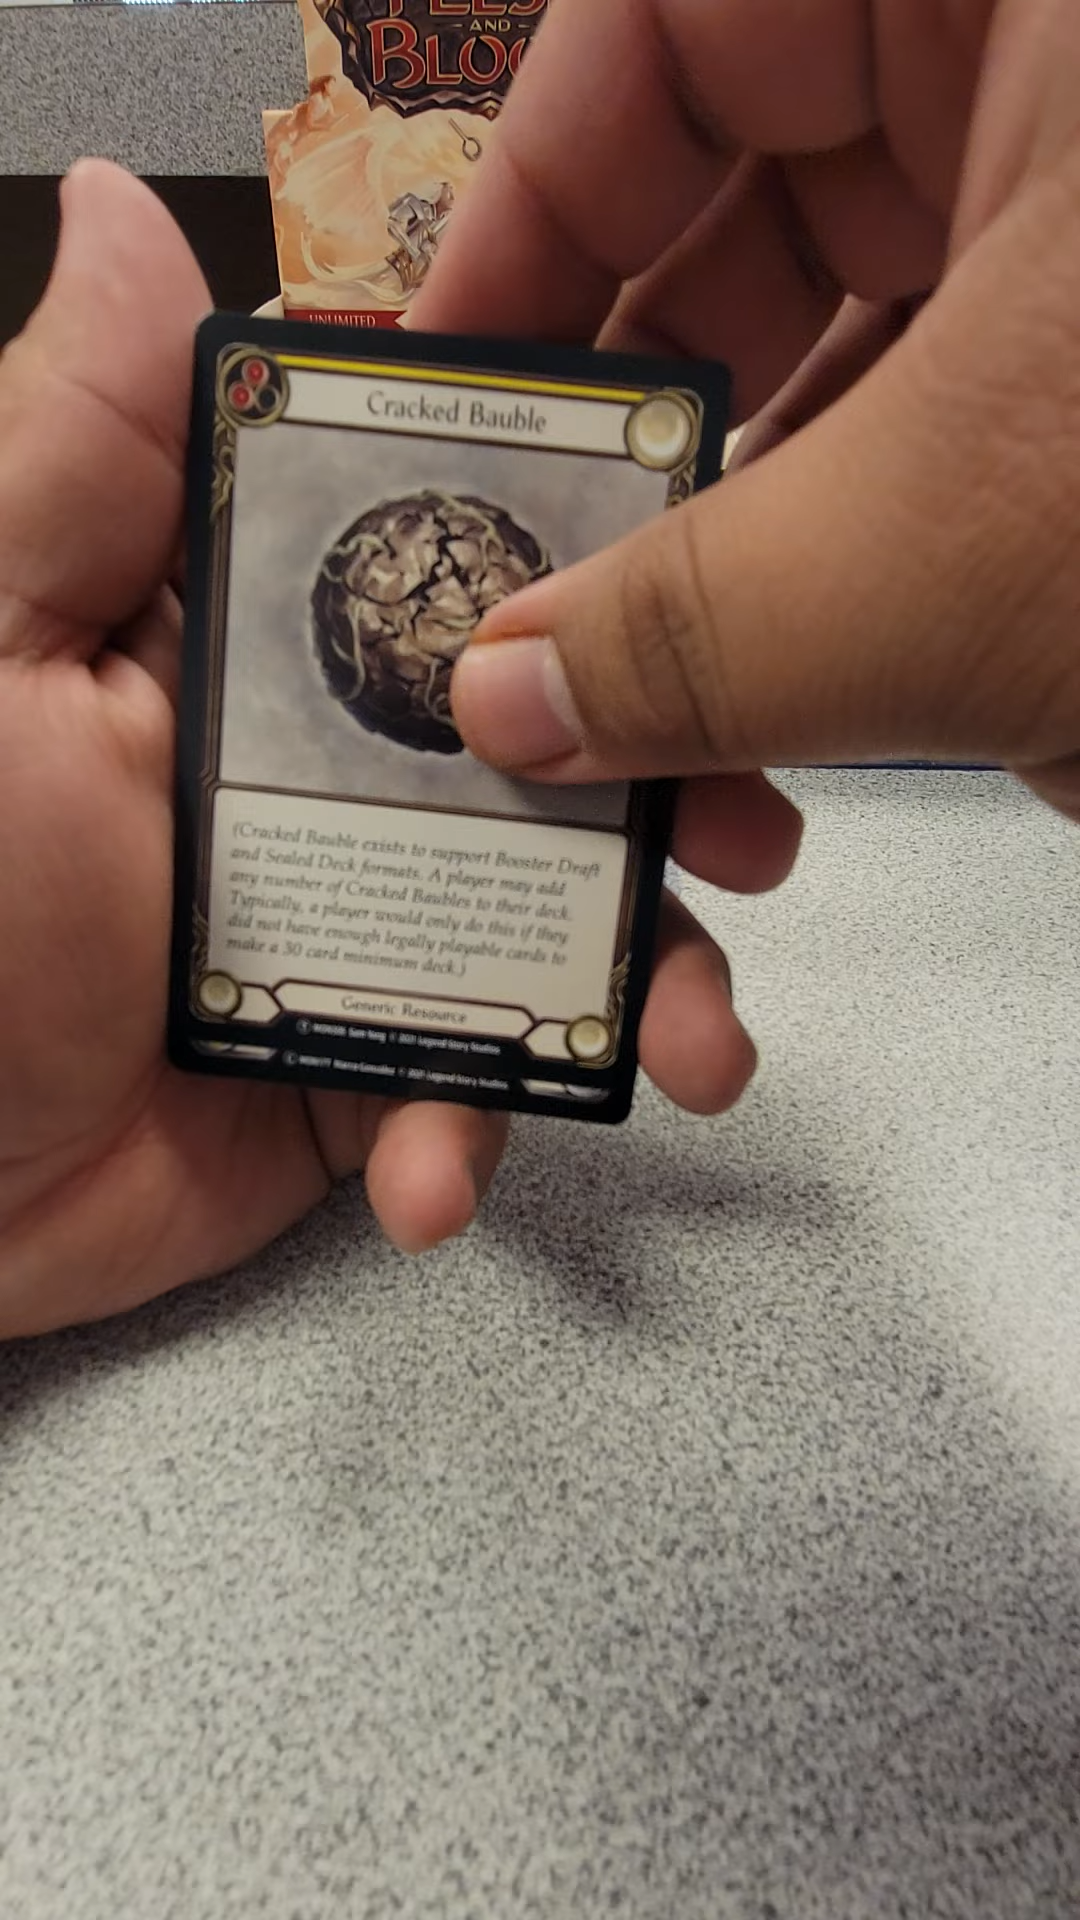 AND
BLOO
UNLIMITED
Cracked Bauble
(Cracked Bauble exists to support Booster Draft
and Sealed Deck formats. A player may add
any number of Cracked Baubles to their deck.
Typically, a player would only do this if they
did not have enough legally playable cards to
make a 30 card minimum deck.)
Generic Resource
© 2021 Legend Story Studios
© 2021 Legend Story Studios